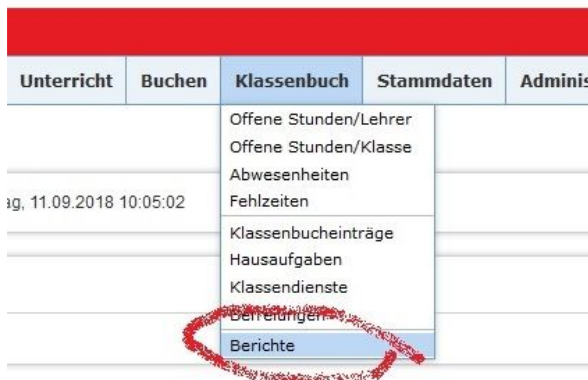 Unterricht Buchen Klassenbuch Stammdaten Adminis
Offene Stunden/Lehrer
Offene Stunden/Klasse
Abwesenheiten
ag, 11.09.2018 10:05:02
Fehlzeiten
Klassenbucheinträge
Hausaufgaben
Klassendienste
Befreiungen
Berichte